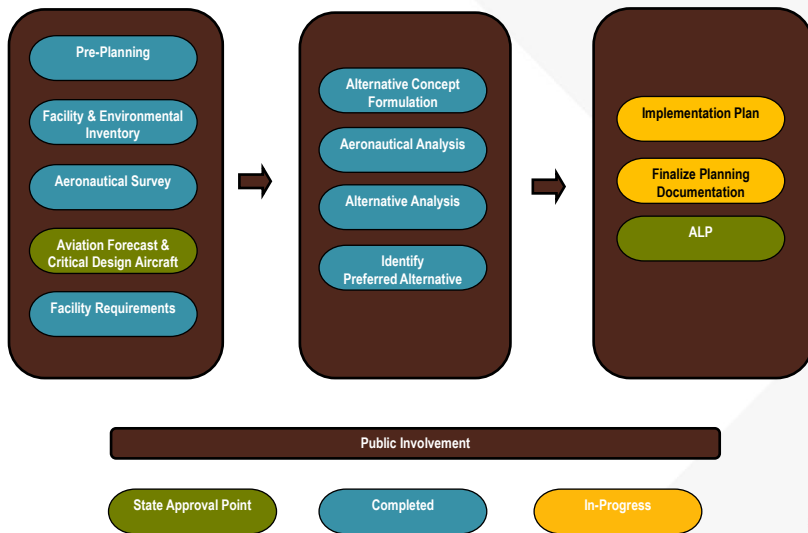 Pre-Planning
Facility & Environmental
Inventory
Aeronautical Survey
Aviation Forecast &
Critical Design Aircraft
Facility Requirements
Alternative Concept
Formulation
Aeronautical Analysis
Alternative Analysis
Identify
Preferred Alternative
Implementation Plan
Finalize Planning
Documentation
ALP
Public Involvement
State Approval Point
Completed
In-Progress